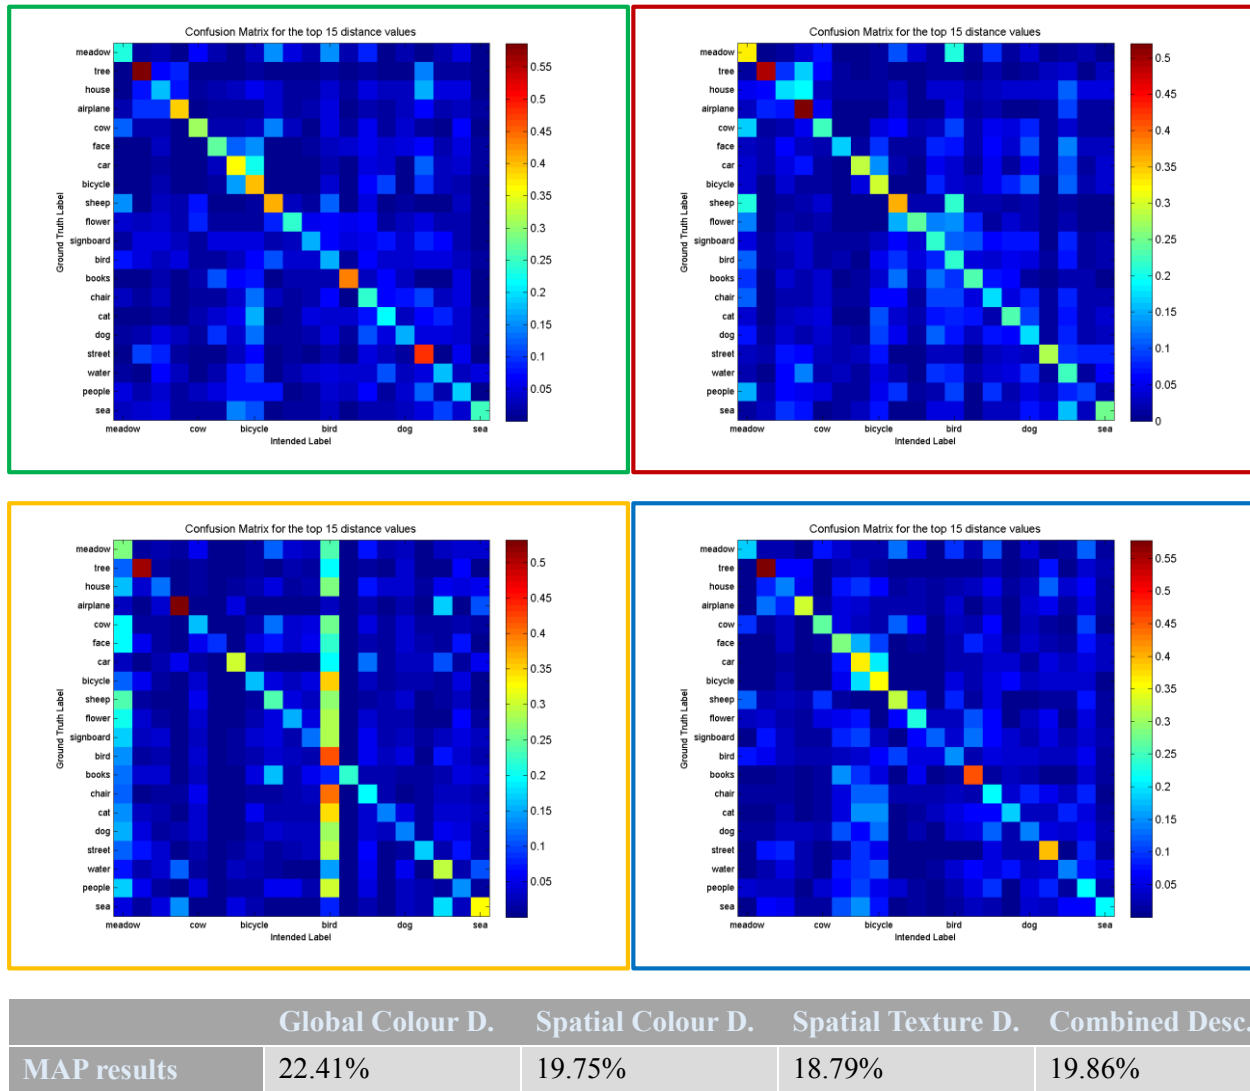 Confusion Matrix for the top 15 distance values
Ground Truth Label
meadow
tree
house
airplane
cow
face
car
bicycle
sheep
flower
signboard
bird
books
chair
cat
dog
street
water
people
sea
meadow cow bicycle bird dog sea
Intended Label
0.55
0.5
0.45
0.4
0.35
0.3
0.25
0.2
0.15
0.1
0.05
Confusion Matrix for the top 15 distance values
Ground Truth Label
meadow
tree
house
airplane
cow
face
car
bicycle
sheep
flower
signboard
bird
books
chair
cat
dog
street
water
people
sea
meadow cow bicycle bird dog sea
Intended Label
0.5
0.45
0.4
0.35
0.3
0.25
0.2
0.15
0.1
0.05
0
Confusion Matrix for the top 15 distance values
Ground Truth Label
meadow
tree
house
airplane
cow
face
car
bicycle
sheep
flower
signboard
bird
books
chair
cat
dog
street
water
people
sea
meadow cow bicycle bird dog sea
Intended Label
0.5
0.45
0.4
0.35
0.3
0.25
0.2
0.15
0.1
0.05
Confusion Matrix for the top 15 distance values
Ground Truth Label
meadow
tree
house
airplane
cow
face
car
bicycle
sheep
flower
signboard
bird
books
chair
cat
dog
street
water
people
sea
meadow cow bicycle bird dog sea
Intended Label
0.55
0.5
0.45
0.4
0.35
0.3
0.25
0.2
0.15
0.1
0.05
Global Colour D. Spatial Colour D. Spatial Texture D. Combined Desc.
MAP results 22.41% 19.75% 18.79% 19.86%